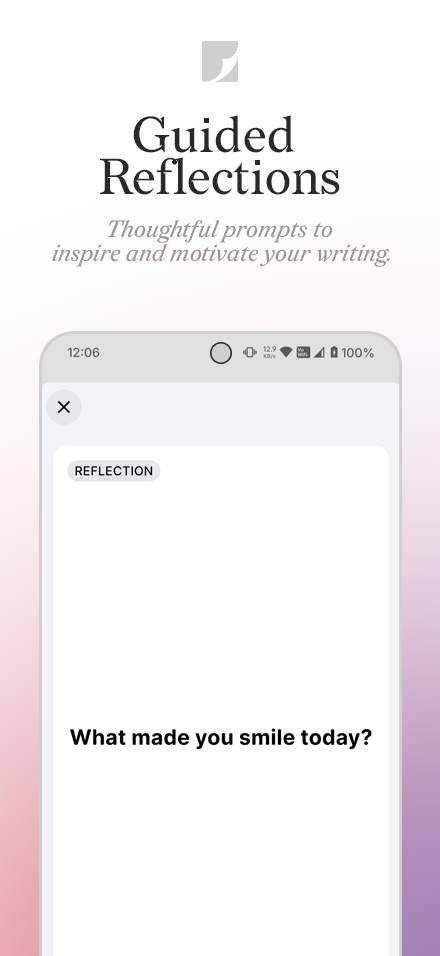 Guided
Reflections
Thoughtful prompts to
inspire and motivate your writing.
12:06
12.9
KB/s
Vo
WiFi
100%
REFLECTION
What made you smile today?